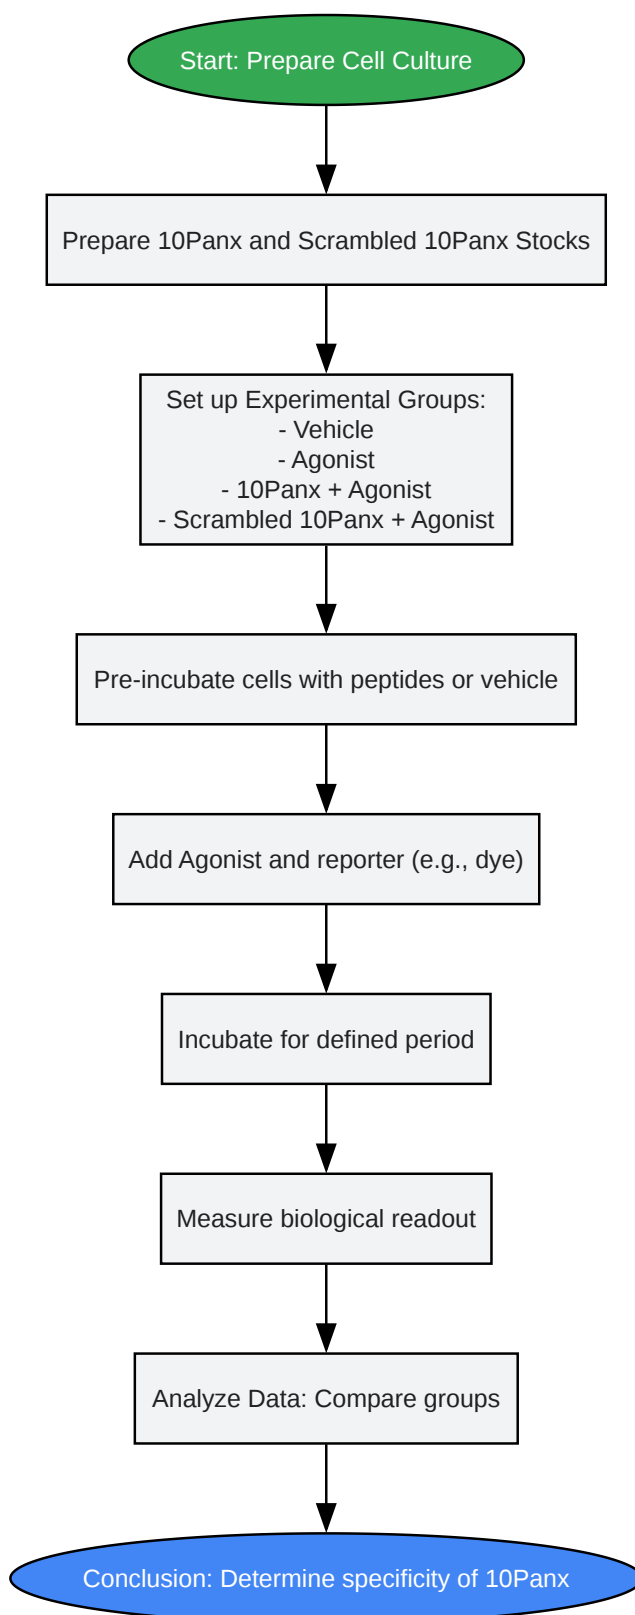 Start: Prepare Cell Culture
Prepare 10Panx and Scrambled 10Panx Stocks
Set up Experimental Groups:
- Vehicle
- Agonist
- 10Panx + Agonist
- Scrambled 10Panx + Agonist
Pre-incubate cells with peptides or vehicle
Add Agonist and reporter (e.g., dye)
Incubate for defined period
Measure biological readout
Analyze Data: Compare groups
Conclusion: Determine specificity of 10Panx